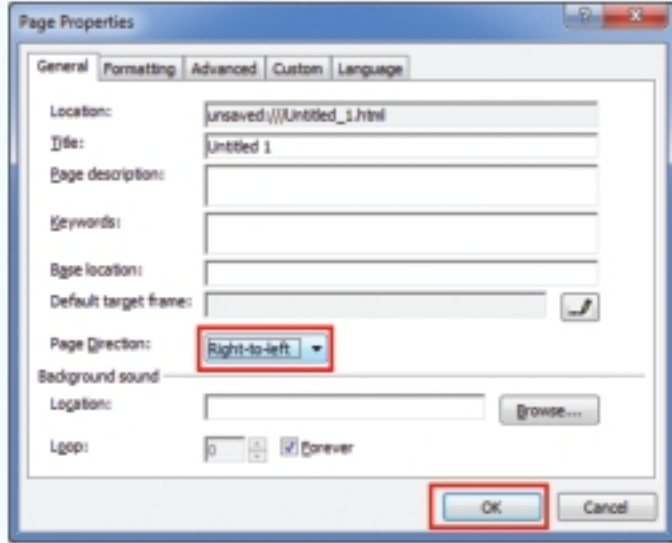 Page Properties
General Formatting Advanced Custom Language
Location: unsaved:///Untitled_1.html
Title: Untitled 1
Page description:
Keywords:
Base location:
Default target frame:
Page Direction: Right-to-left
Background sound
Location: Browse...
Loop: 0 Forever
OK Cancel